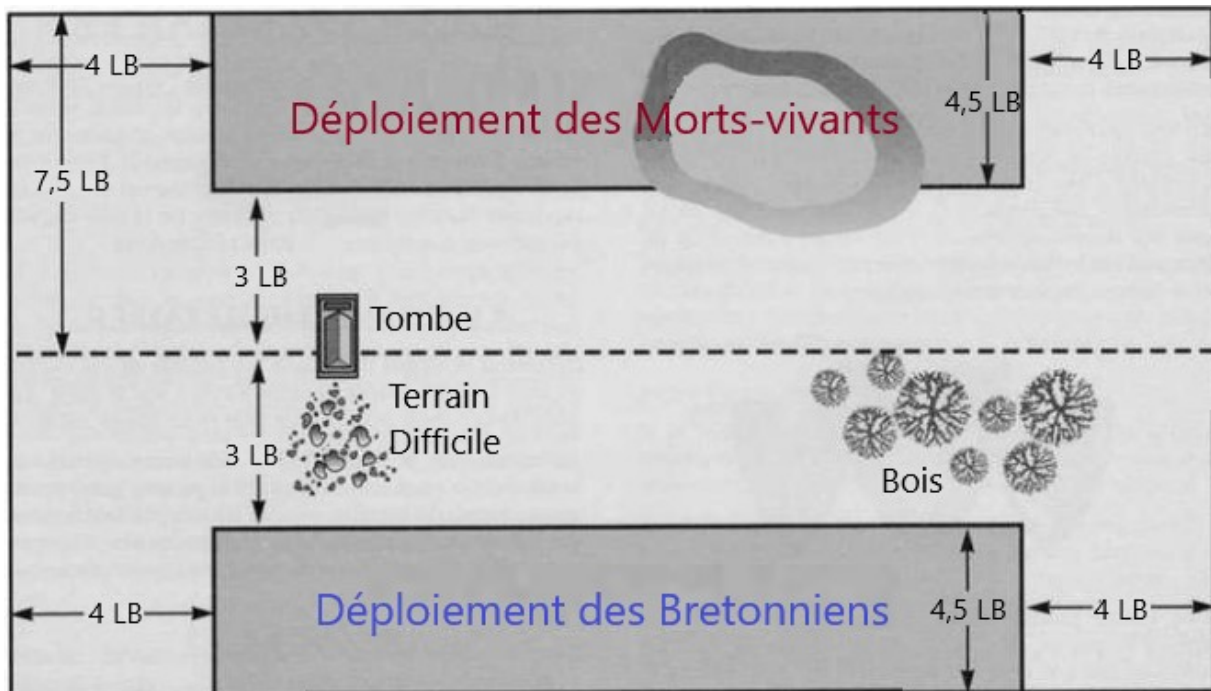 4 LB
4,5 LB
4 LB
Déploiement des Morts-vivants
7,5 LB
3 LB
Tombe
Terrain
Difficile
3 LB
Bois
4 LB
Déploiement des Bretonniens
4,5 LB
4 LB